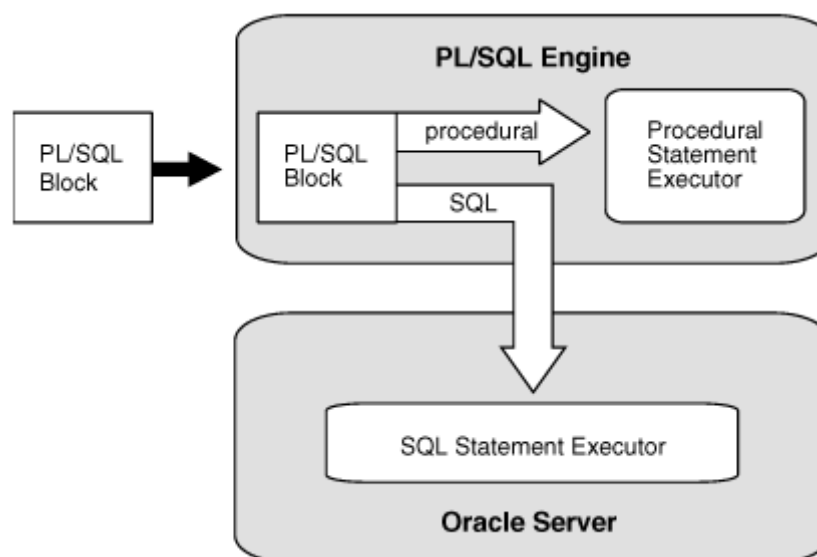 PL/SQL Engine
PL/SQL
Block
PL/SQL
Block
procedural
SQL
Procedural
Statement
Executor
SQL Statement Executor
Oracle Server